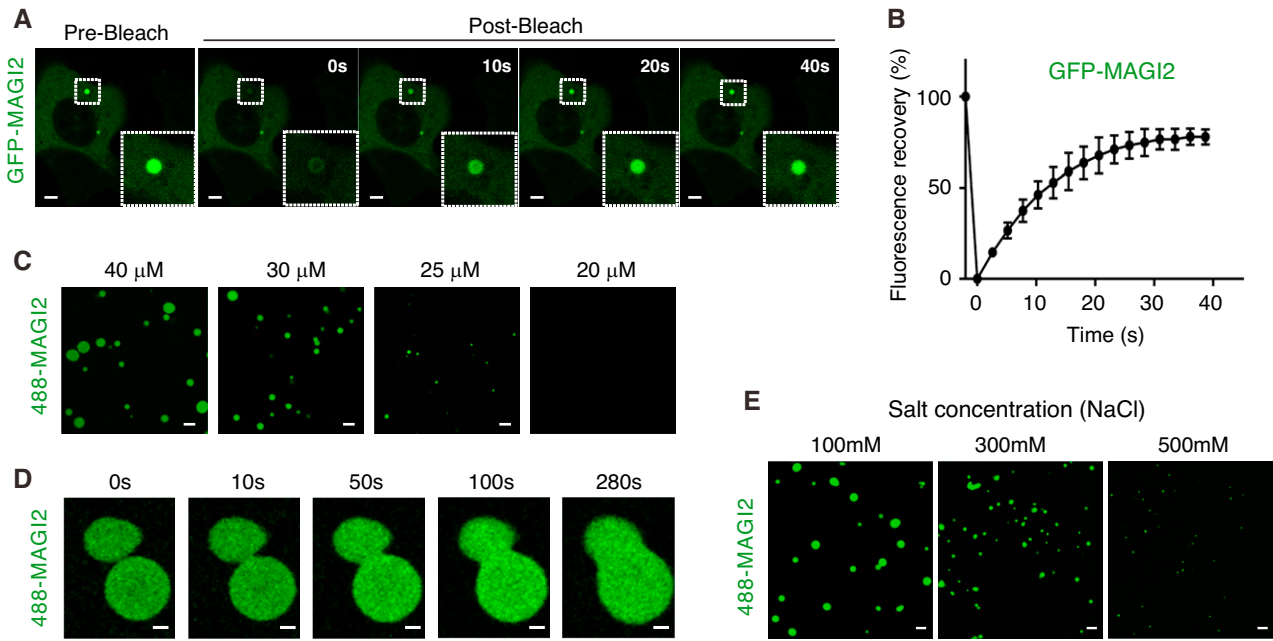 A
Pre-Bleach
Post-Bleach
GFP-MAGI2
0s
10s
20s
40s
B
Fluorescence recovery (%)
GFP-MAGI2
100
50
0
0
10
20
30
40
Time (s)
C
40 μM
30 μM
25 μM
20 μM
488-MAGI2
D
0s
10s
50s
100s
280s
488-MAGI2
E
Salt concentration (NaCl)
100mM
300mM
500mM
488-MAGI2